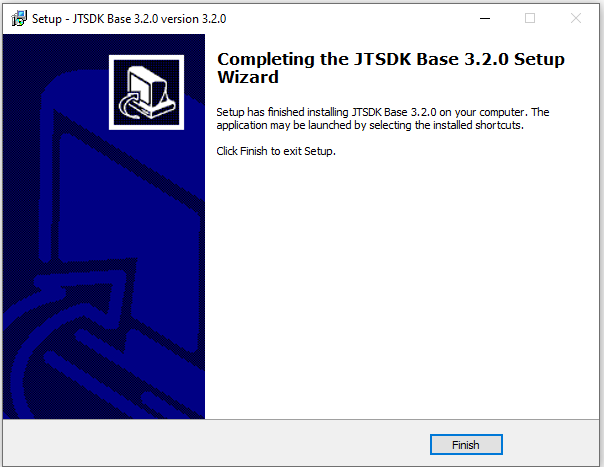 Setup - JTSDK Base 3.2.0 version 3.2.0
Completing the JTSDK Base 3.2.0 Setup
Wizard
Setup has finished installing JTSDK Base 3.2.0 on your computer. The
application may be launched by selecting the installed shortcuts.
Click Finish to exit Setup.
Finish